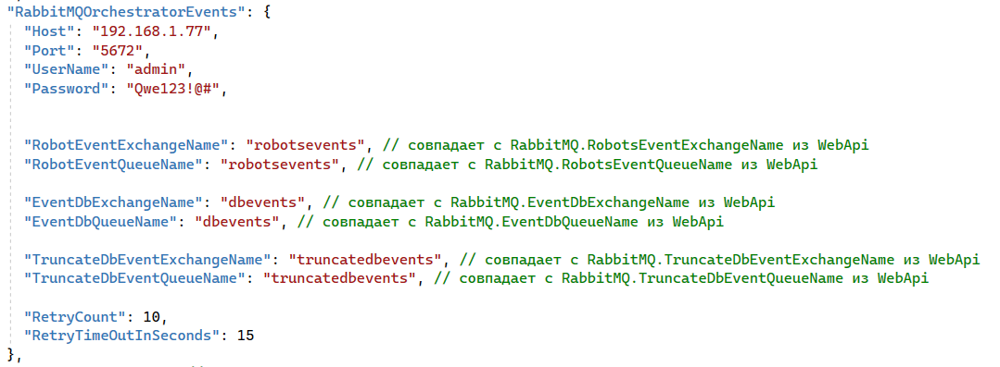 "RabbitMQOrchestratorEvents": {
"Host": "192.168.1.77",
"Port": "5672",
"UserName": "admin",
"Password": "Qwe123!@#",
"RobotEventExchangeName": "robotsevents", // совпадает с RabbitMQ.RobotsEventExchangeName из WebApi
"RobotEventQueueName": "robotsevents", // совпадает с RabbitMQ.RobotsEventQueueName из WebApi
"EventDbExchangeName": "dbevents", // совпадает с RabbitMQ.EventDbExchangeName из WebApi
"EventDbQueueName": "dbevents", // совпадает с RabbitMQ.EventDbQueueName из WebApi
"TruncateDbEventExchangeName": "truncatedbevents", // совпадает с RabbitMQ.TruncateDbEventExchangeName из WebApi
"TruncateDbEventQueueName": "truncatedbevents", // совпадает с RabbitMQ.TruncateDbEventQueueName из WebApi
"RetryCount": 10,
"RetryTimeOutInSeconds": 15
},